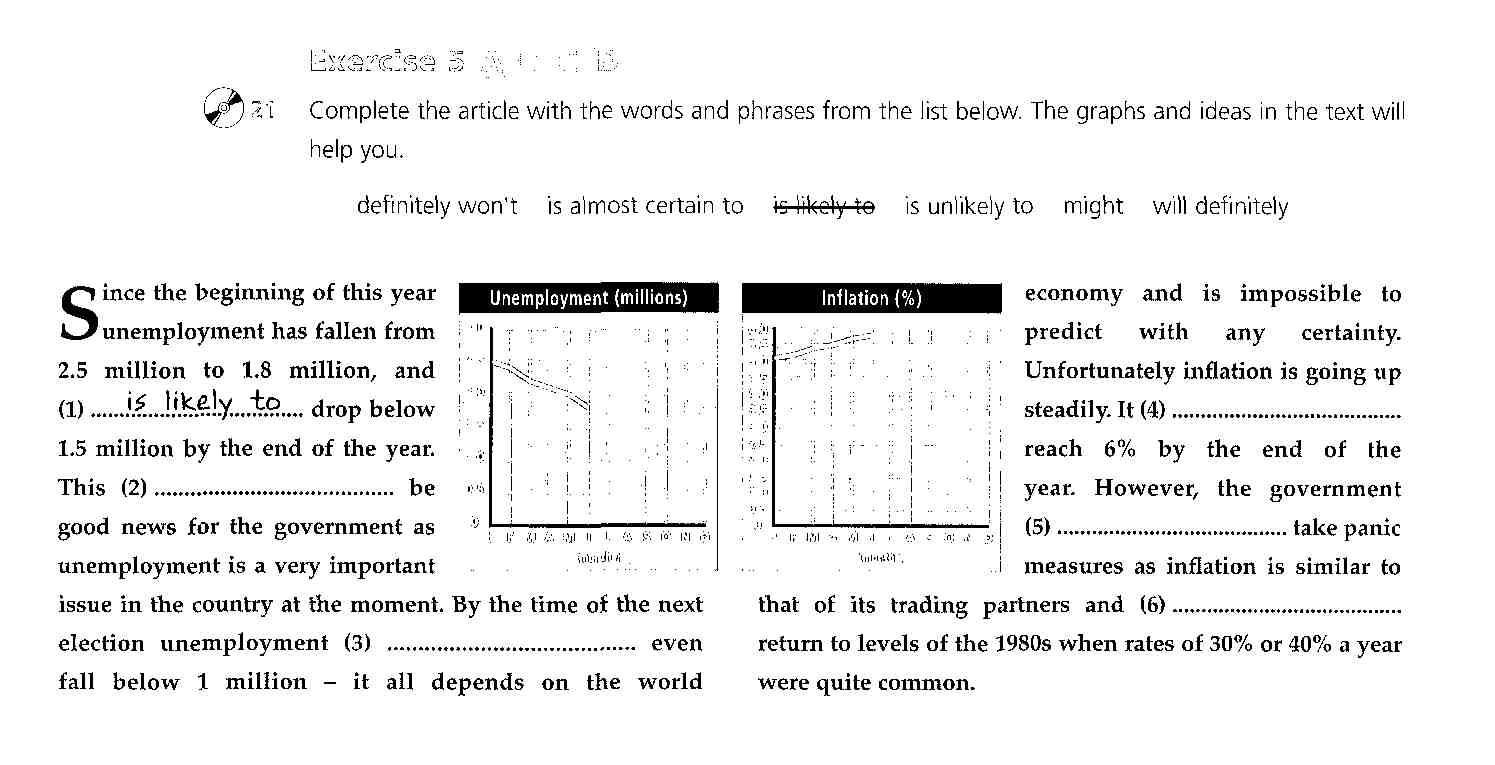 Exercise 5
21 Complete the article with the words and phrases from the list below. The graphs and ideas in the text will
help you.
definitely won't is almost certain to is likely to is unlikely to might will definitely
Since the beginning of this year
unemployment has fallen from
2.5 million to 1.8 million, and
(1) ......is likely to...... drop below
1.5 million by the end of the year.
This (2) ........................................ be
good news for the government as
unemployment is a very important
issue in the country at the moment. By the time of the next
election unemployment (3) ........................................ even
fall below 1 million – it all depends on the world
Unemployment (millions)
Inflation (%)
economy and is impossible to
predict with any certainty.
Unfortunately inflation is going up
steadily. It (4) ......................................
reach 6% by the end of the
year. However, the government
(5) ...................................... take panic
measures as inflation is similar to
that of its trading partners and (6) ......................................
return to levels of the 1980s when rates of 30% or 40% a year
were quite common.